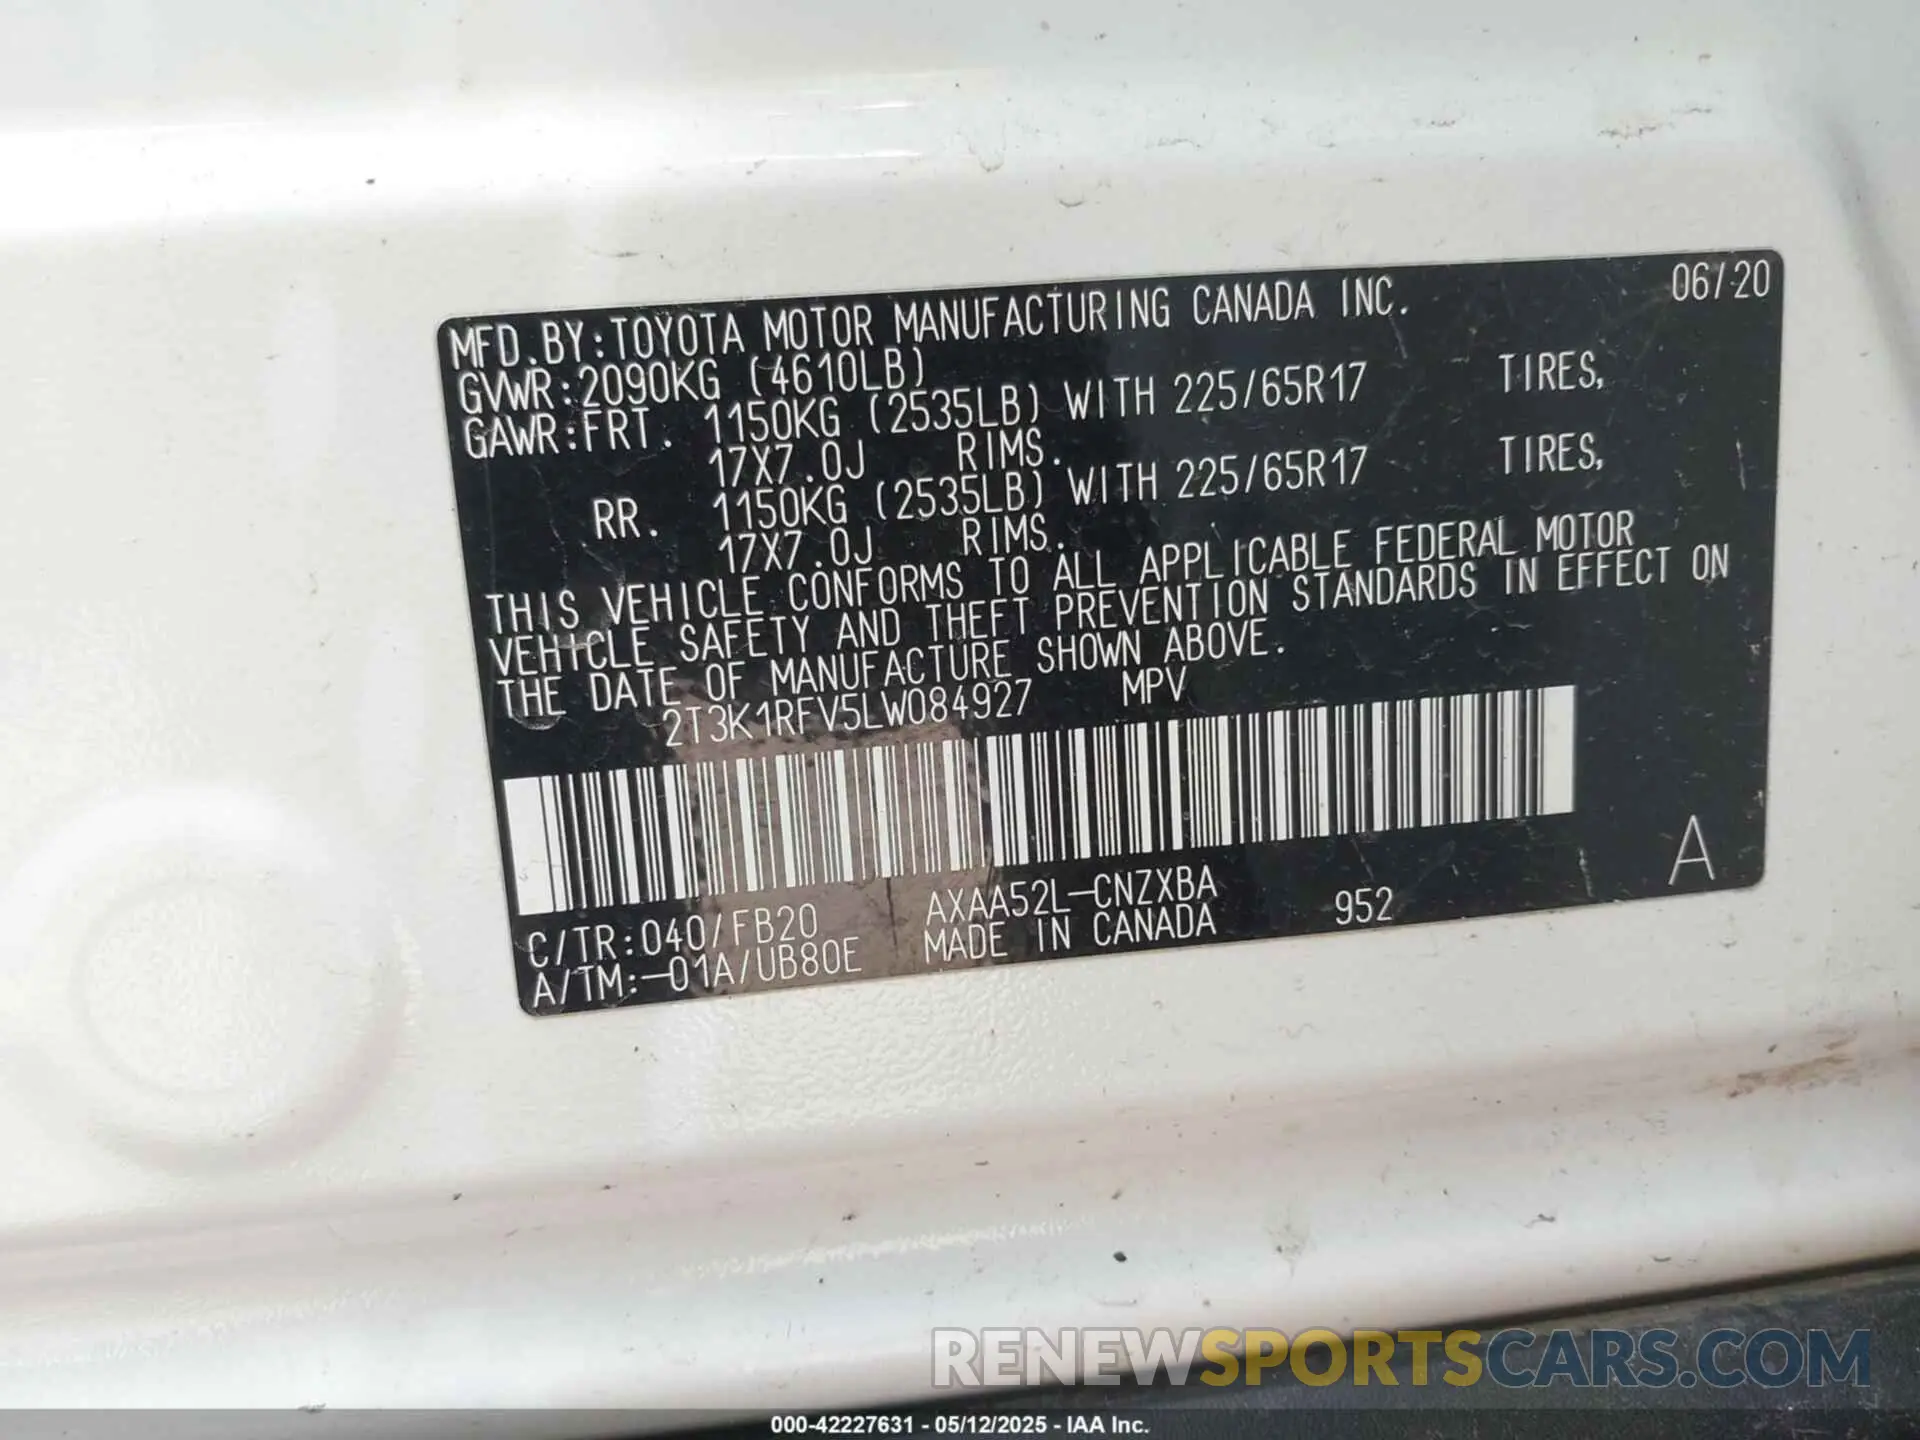 MFD.BY:TOYOTA MOTOR MANUFACTURING CANADA INC. 06/20
GVWR:2090KG (4610LB)
GAWR:FRT. 1150KG (2535LB) WITH 225/65R17 TIRES,
17X7.0J RIMS.
RR. 1150KG (2535LB) WITH 225/65R17 TIRES,
17X7.0J RIMS.
THIS VEHICLE CONFORMS TO ALL APPLICABLE FEDERAL MOTOR
VEHICLE SAFETY AND THEFT PREVENTION STANDARDS IN EFFECT ON
THE DATE OF MANUFACTURE SHOWN ABOVE.
2T3K1RFV5LW084927 MPV
A
C/TR:040/FB20 AXAA52L-CNZXBA 952
A/TM:-01A/UB80E MADE IN CANADA
RENEWSPORTSCARS.COM
000-42227631 - 05/12/2025 - IAA Inc.